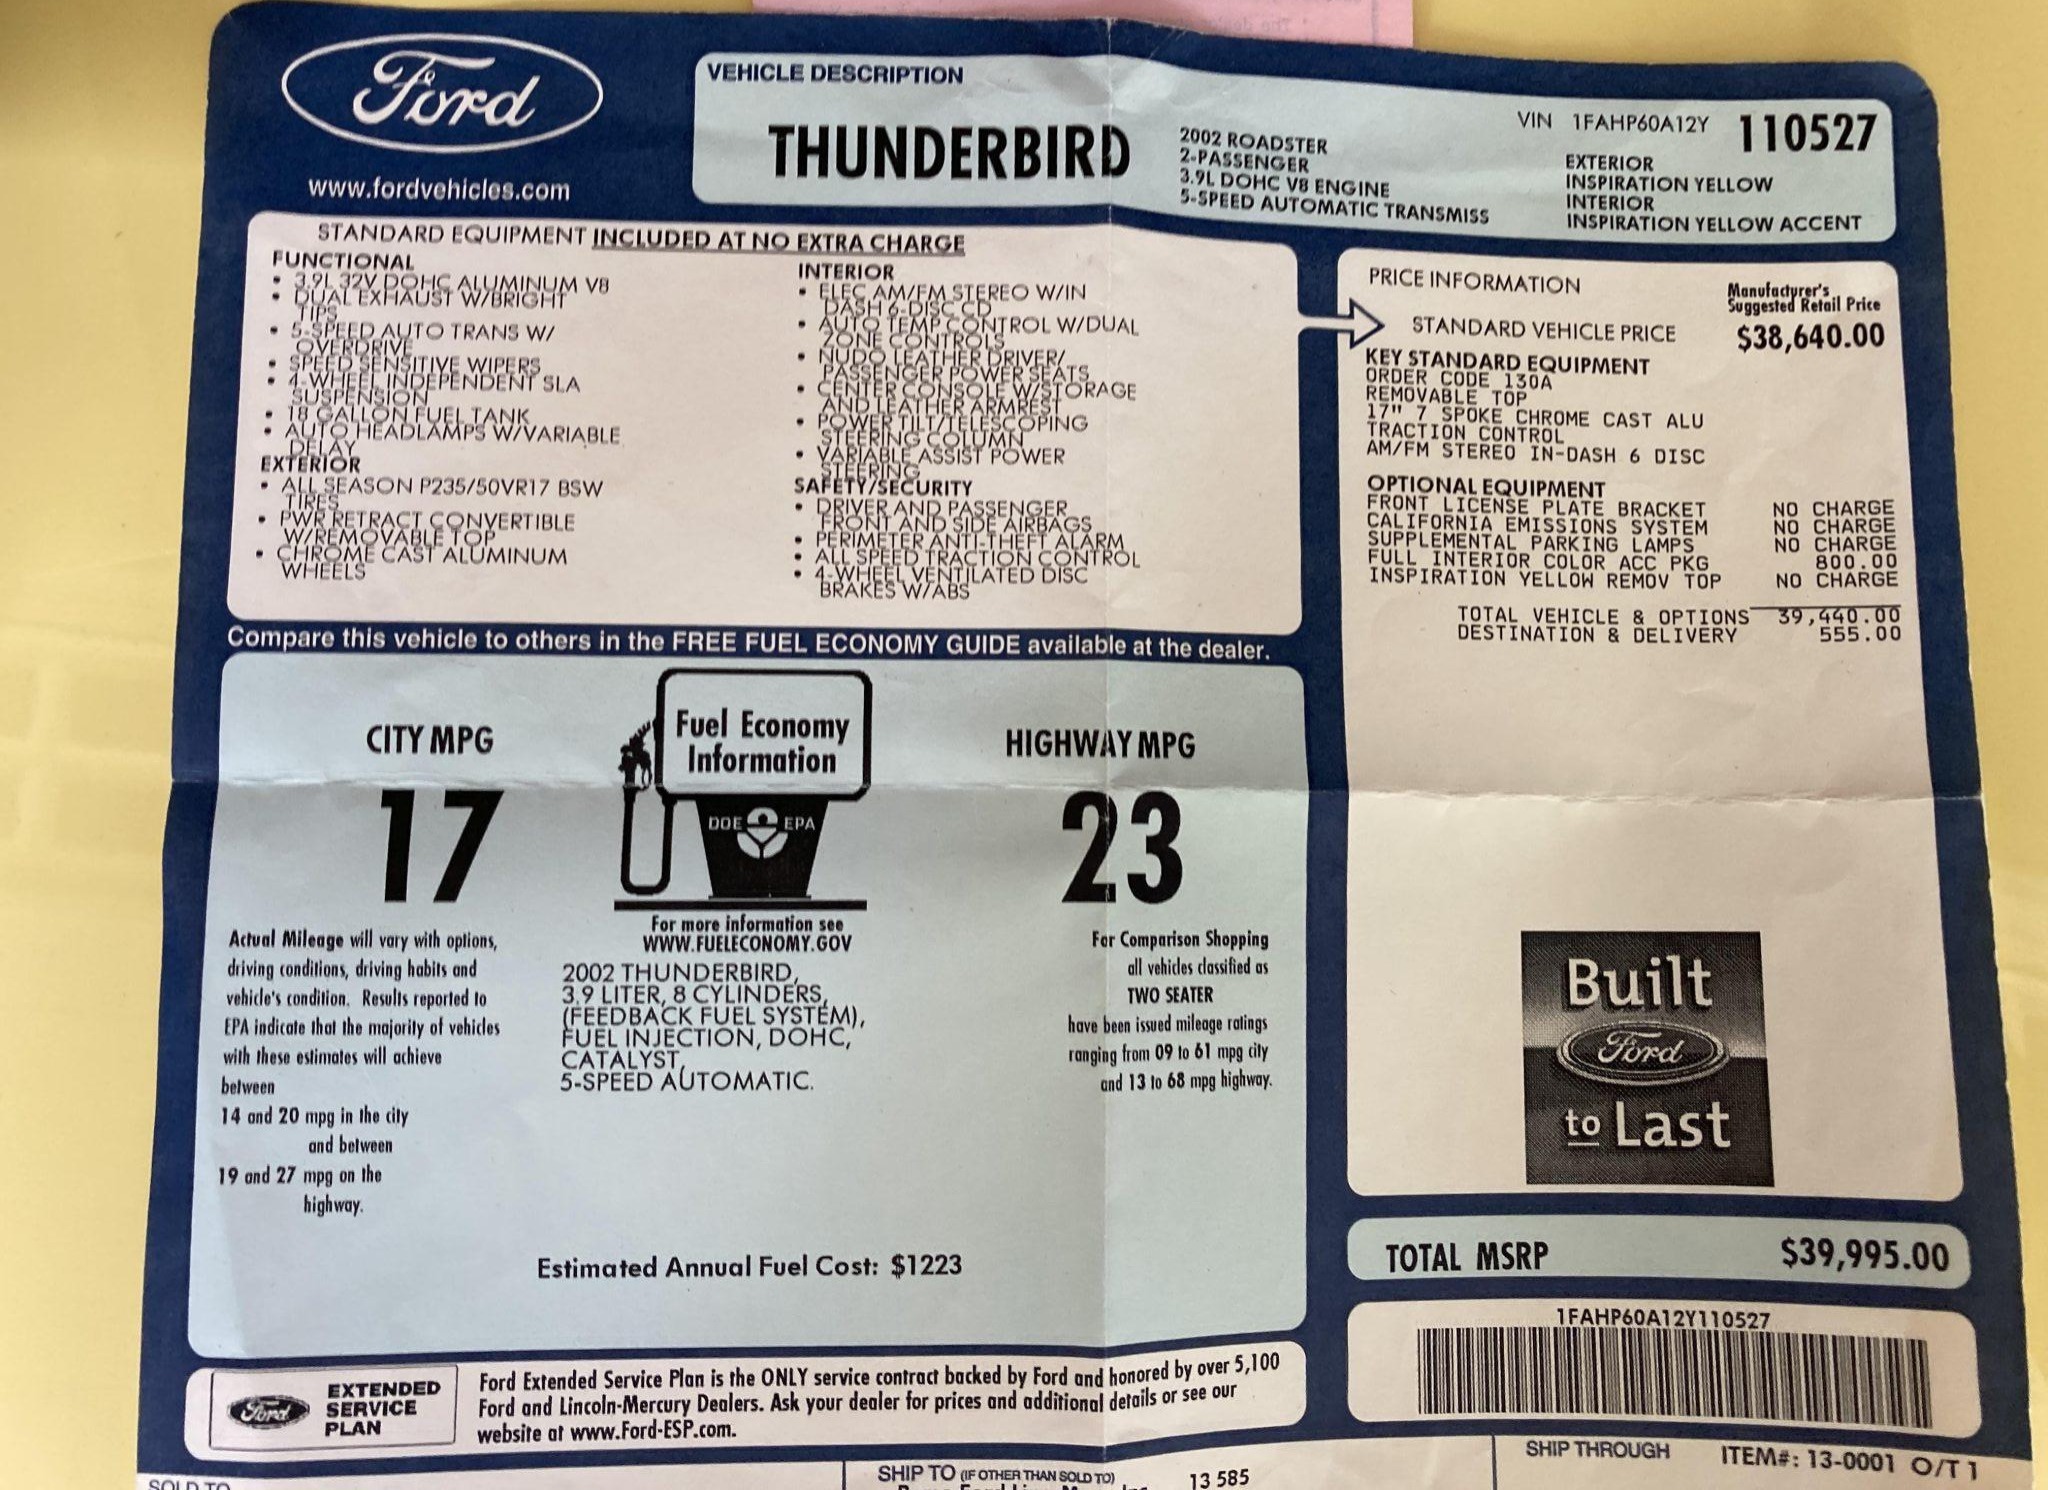 Ford
www.fordvehicles.com
VEHICLE DESCRIPTION
THUNDERBIRD
2002 ROADSTER
2-PASSENGER
3.9L DOHC V8 ENGINE
5-SPEED AUTOMATIC TRANSMISS
VIN 1FAHP60A12Y 110527
EXTERIOR
INSPIRATION YELLOW
INTERIOR
INSPIRATION YELLOW ACCENT
STANDARD EQUIPMENT INCLUDED AT NO EXTRA CHARGE
FUNCTIONAL
• 3.9L 32V DOHC ALUMINUM V8
• DUAL EXHAUST W/BRIGHT
TIPS
• 5-SPEED AUTO TRANS W/
OVERDRIVE
• SPEED SENSITIVE WIPERS
• 4-WHEEL INDEPENDENT SLA
SUSPENSION
• 18 GALLON FUEL TANK
• AUTO HEADLAMPS W/VARIABLE
DELAY
EXTERIOR
• ALL SEASON P235/50VR17 BSW
TIRES
• PWR RETRACT CONVERTIBLE
W/REMOVABLE TOP
• CHROME CAST ALUMINUM
WHEELS
INTERIOR
• ELEC AM/FM STEREO W/IN
DASH 6-DISC CD
• AUTO TEMP CONTROL W/DUAL
ZONE CONTROLS
• NUDO LEATHER DRIVER/
PASSENGER POWER SEATS
• CENTER CONSOLE W/STORAGE
AND LEATHER ARMREST
• POWER TILT/TELESCOPING
STEERING COLUMN
• VARIABLE ASSIST POWER
STEERING
SAFETY/SECURITY
• DRIVER AND PASSENGER
FRONT AND SIDE AIRBAGS
• PERIMETER ANTI-THEFT ALARM
• ALL SPEED TRACTION CONTROL
• 4-WHEEL VENTILATED DISC
BRAKES W/ABS
PRICE INFORMATION
Manufacturer's
Suggested Retail Price
STANDARD VEHICLE PRICE $38,640.00
KEY STANDARD EQUIPMENT
ORDER CODE 130A
REMOVABLE TOP
17" 7 SPOKE CHROME CAST ALU
TRACTION CONTROL
AM/FM STEREO IN-DASH 6 DISC
OPTIONAL EQUIPMENT
FRONT LICENSE PLATE BRACKET NO CHARGE
CALIFORNIA EMISSIONS SYSTEM NO CHARGE
SUPPLEMENTAL PARKING LAMPS NO CHARGE
FULL INTERIOR COLOR ACC PKG 800.00
INSPIRATION YELLOW REMOV TOP NO CHARGE
TOTAL VEHICLE & OPTIONS 39,440.00
DESTINATION & DELIVERY 555.00
Compare this vehicle to others in the FREE FUEL ECONOMY GUIDE available at the dealer.
CITY MPG
17
Fuel Economy
Information
DOE EPA
HIGHWAY MPG
23
Actual Mileage will vary with options,
driving conditions, driving habits and
vehicle's condition. Results reported to
EPA indicate that the majority of vehicles
with these estimates will achieve
between
14 and 20 mpg in the city
and between
19 and 27 mpg on the
highway.
For more information see
WWW.FUELECONOMY.GOV
2002 THUNDERBIRD,
3.9 LITER, 8 CYLINDERS,
(FEEDBACK FUEL SYSTEM),
FUEL INJECTION, DOHC,
CATALYST,
5-SPEED AUTOMATIC.
For Comparison Shopping
all vehicles classified as
TWO SEATER
have been issued mileage ratings
ranging from 09 to 61 mpg city
and 13 to 68 mpg highway.
Estimated Annual Fuel Cost: $1223
Built
Ford
to Last
TOTAL MSRP $39,995.00
1FAHP60A12Y110527
Ford
EXTENDED
SERVICE
PLAN
Ford Extended Service Plan is the ONLY service contract backed by Ford and honored by over 5,100
Ford and Lincoln-Mercury Dealers. Ask your dealer for prices and additional details or see our
website at www.Ford-ESP.com.
SOLD TO
SHIP TO (IF OTHER THAN SOLD TO)
13 585
SHIP THROUGH
ITEM#: 13-0001 O/T 1